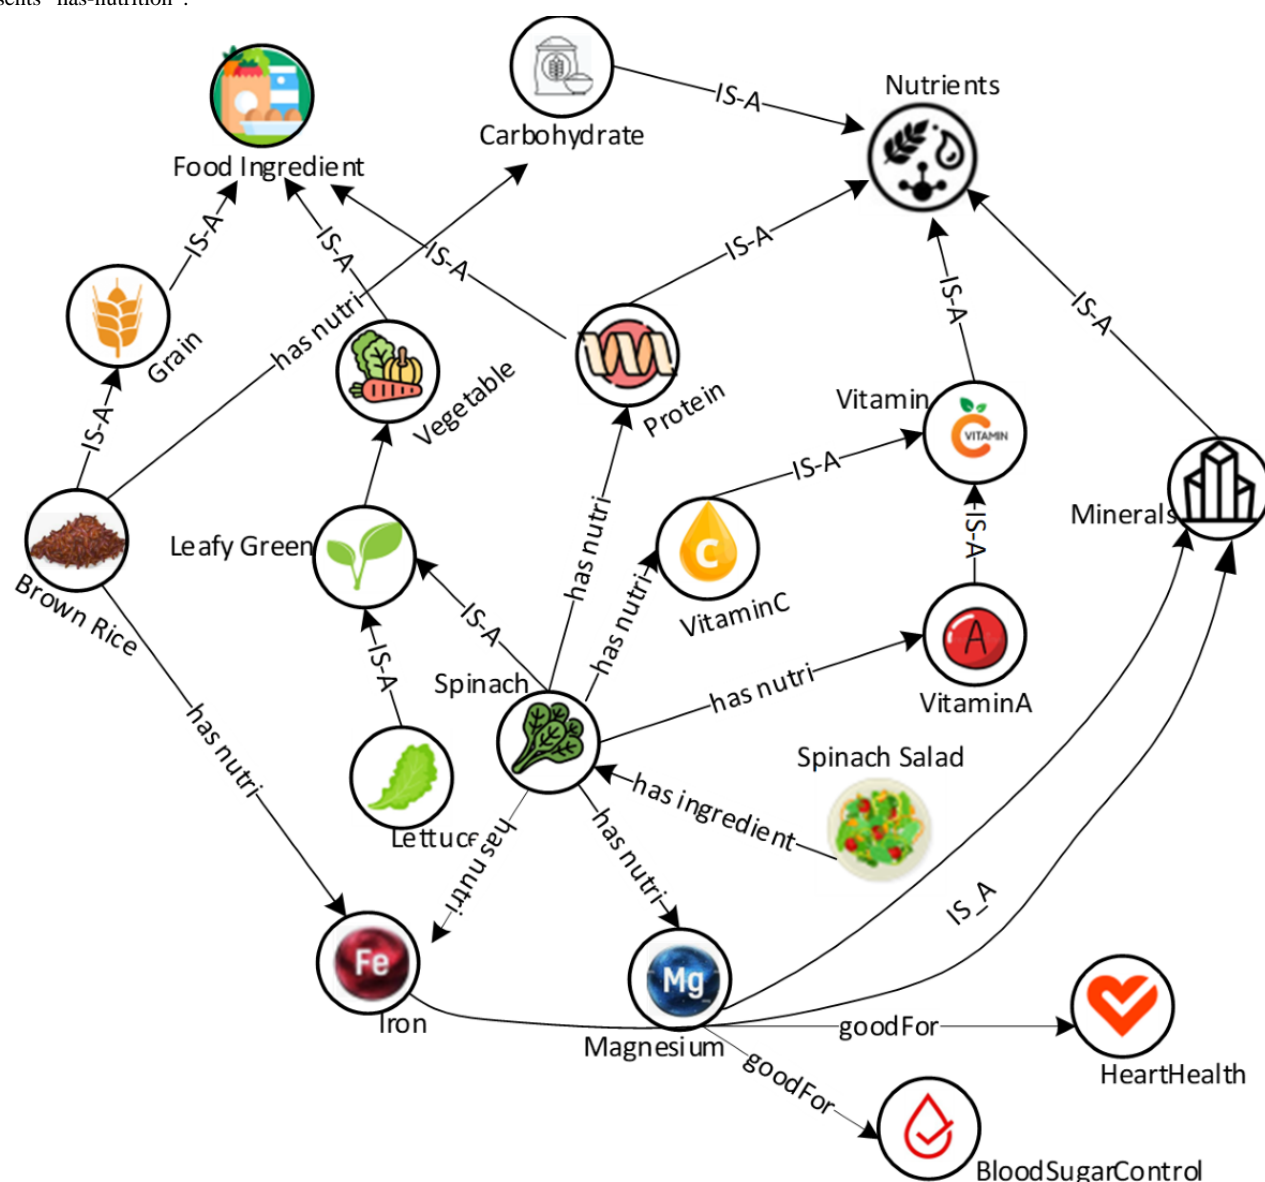 sents "has-nutrition".
Carbohydrate
IS-A
Nutrients
Food Ingredient
IS-A
IS-A
IS-A
IS-A
IS-A
IS-A
has nutri
Grain
Vegetable
Protein
Vitamin
VITAMIN
IS-A
IS-A
IS-A
Minerals
Leafy Green
Brown Rice
has nutri
has nutri
C
VitaminC
IS-A
IS-A
A
VitaminA
has nutri
Spinach
has nutri
Lettuce
Spinach Salad
has ingredient
has nutri
has nutri
IS_A
Fe
Iron
Mg
Magnesium
goodFor
HeartHealth
goodFor
BloodSugarControl